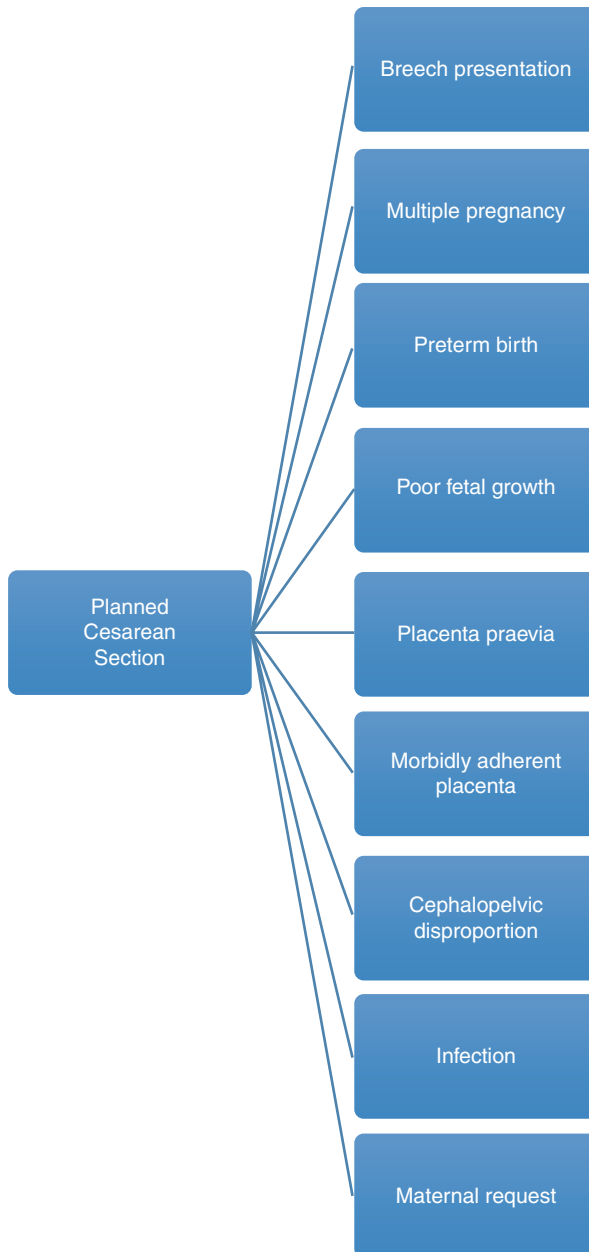 Breech presentation
Multiple pregnancy
Preterm birth
Poor fetal growth
Planned
Cesarean
Section
Placenta praevia
Morbidly adherent
placenta
Cephalopelvic
disproportion
Infection
Maternal request